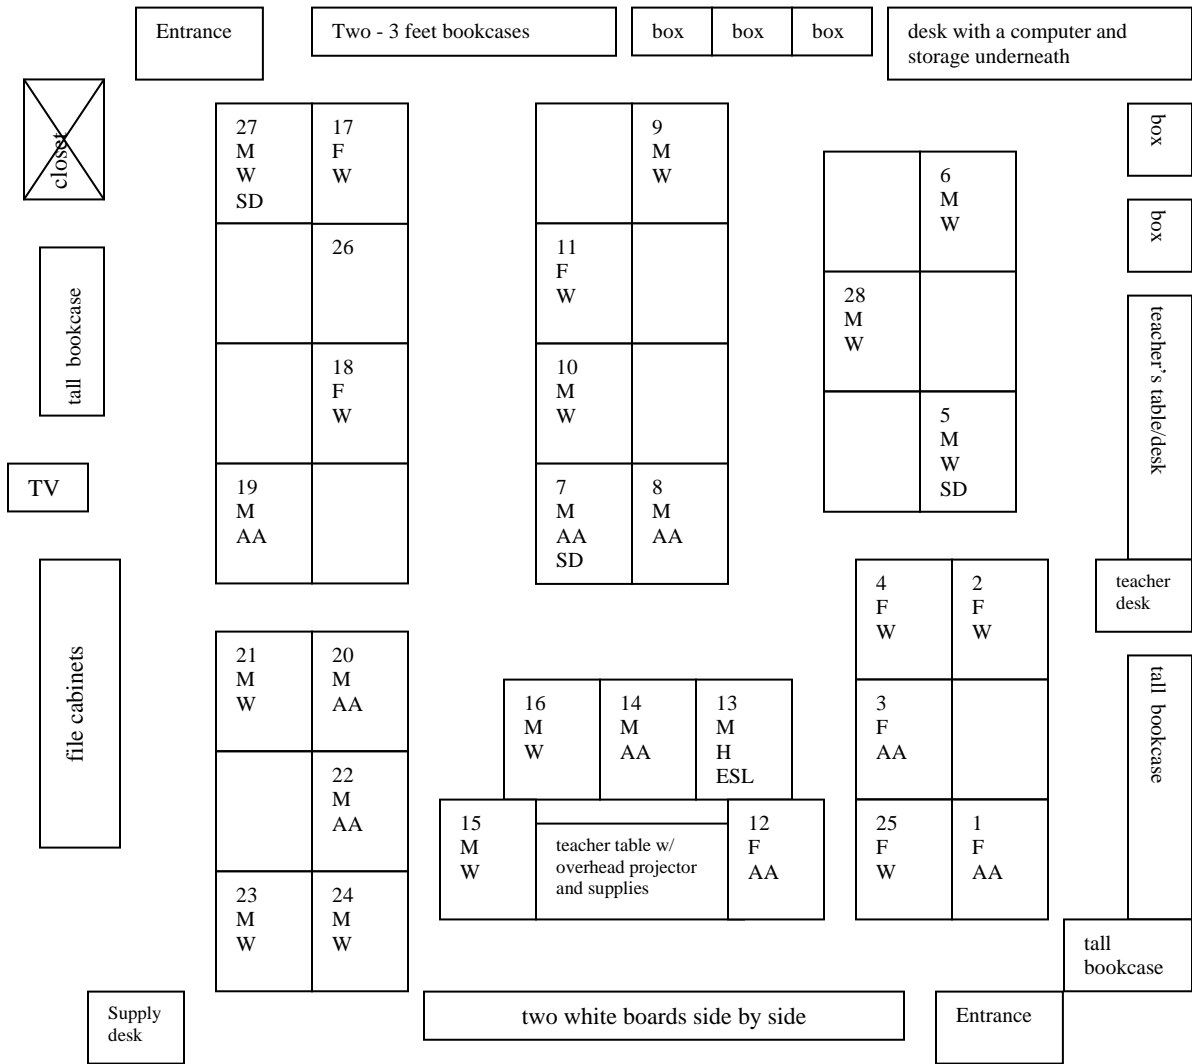 Entrance
Two - 3 feet bookcases
box
box
box
desk with a computer and
storage underneath
closet
27
M
W
SD
17
F
W
9
M
W
6
M
W
box
box
tall bookcase
26
11
F
W
28
M
W
teacher's table/desk
18
F
W
10
M
W
5
M
W
SD
TV
19
M
AA
7
M
AA
SD
8
M
AA
file cabinets
4
F
W
2
F
W
teacher
desk
21
M
W
20
M
AA
16
M
W
14
M
AA
13
M
H
ESL
3
F
AA
tall bookcase
22
M
AA
15
M
W
teacher table w/
overhead projector
and supplies
12
F
AA
25
F
W
1
F
AA
23
M
W
24
M
W
tall
bookcase
Supply
desk
two white boards side by side
Entrance